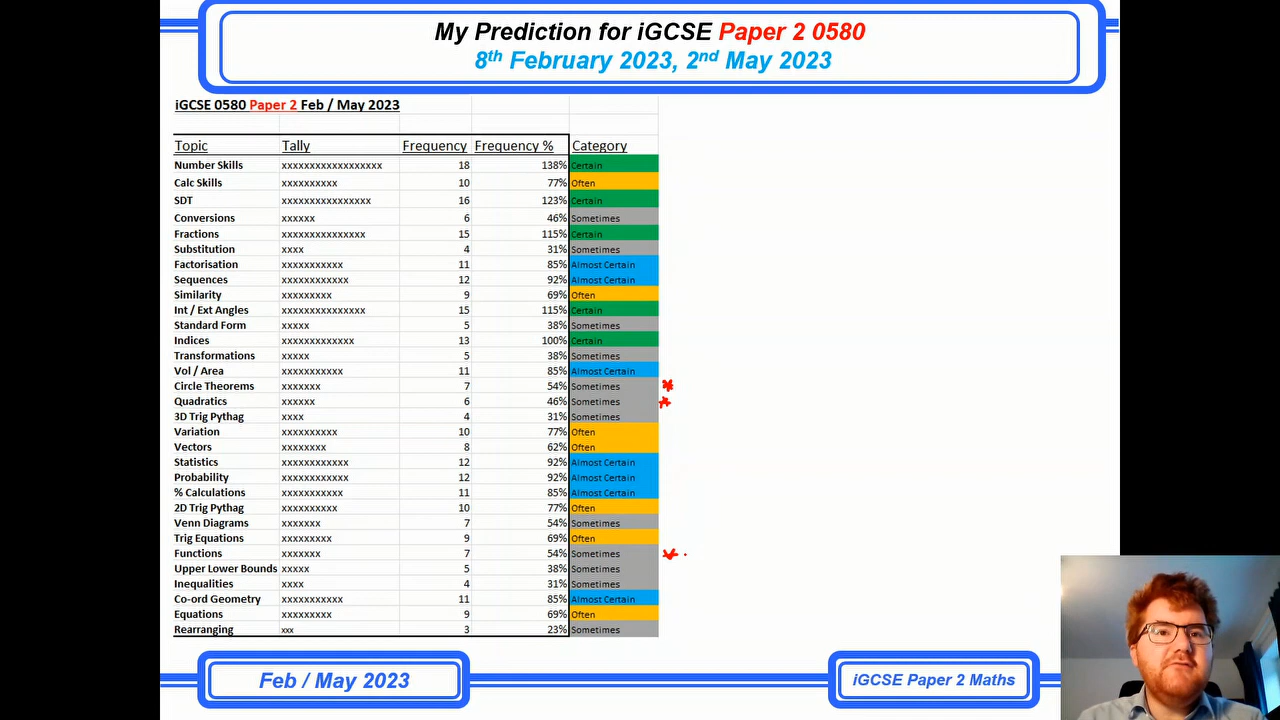 My Prediction for iGCSE Paper 2 0580
8th February 2023, 2nd May 2023
iGCSE 0580 Paper 2 Feb / May 2023
Topic Tally Frequency Frequency % Category
Number Skills xxxxxxxxxxxxxxxxxx 18 138% Certain
Calc Skills xxxxxxxxxx 10 77% Often
SDT xxxxxxxxxxxxxxxx 16 123% Certain
Conversions xxxxxx 6 46% Sometimes
Fractions xxxxxxxxxxxxxxx 15 115% Certain
Substitution xxxx 4 31% Sometimes
Factorisation xxxxxxxxxxx 11 85% Almost Certain
Sequences xxxxxxxxxxxx 12 92% Almost Certain
Similarity xxxxxxxxx 9 69% Often
Int / Ext Angles xxxxxxxxxxxxxxx 15 115% Certain
Standard Form xxxxx 5 38% Sometimes
Indices xxxxxxxxxxxxx 13 100% Certain
Transformations xxxxx 5 38% Sometimes
Vol / Area xxxxxxxxxxx 11 85% Almost Certain
Circle Theorems xxxxxxx 7 54% Sometimes
Quadratics xxxxxx 6 46% Sometimes
3D Trig Pythag xxxx 4 31% Sometimes
Variation xxxxxxxxxx 10 77% Often
Vectors xxxxxxxx 8 62% Often
Statistics xxxxxxxxxxxx 12 92% Almost Certain
Probability xxxxxxxxxxxx 12 92% Almost Certain
% Calculations xxxxxxxxxxx 11 85% Almost Certain
2D Trig Pythag xxxxxxxxxx 10 77% Often
Venn Diagrams xxxxxxx 7 54% Sometimes
Trig Equations xxxxxxxxx 9 69% Often
Functions xxxxxxx 7 54% Sometimes
Upper Lower Bounds xxxxx 5 38% Sometimes
Inequalities xxxx 4 31% Sometimes
Co-ord Geometry xxxxxxxxxxx 11 85% Almost Certain
Equations xxxxxxxxx 9 69% Often
Rearranging xxx 3 23% Sometimes
Feb / May 2023
iGCSE Paper 2 Maths